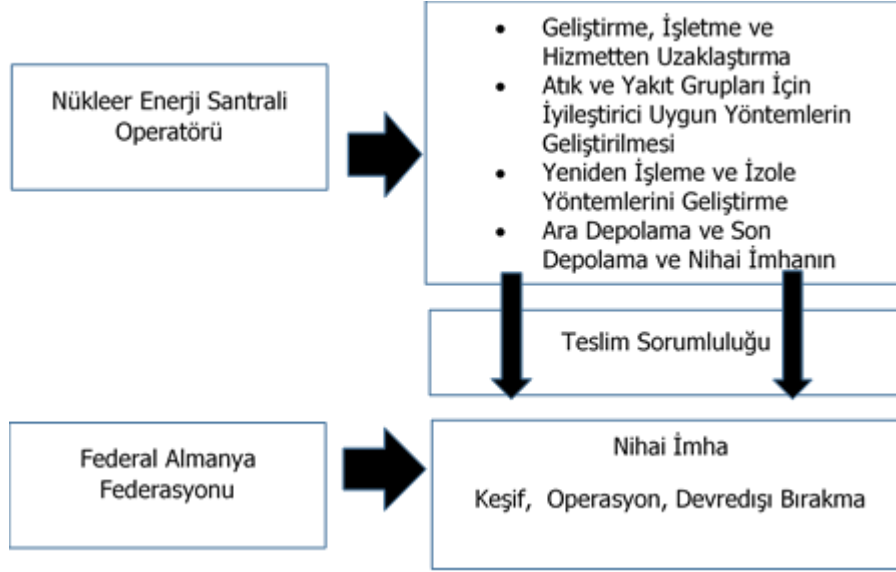 Nükleer Enerji Santrali
Operatörü
• Geliştirme, İşletme ve
Hizmetten Uzaklaştırma
• Atık ve Yakıt Grupları İçin
İyileştirici Uygun Yöntemlerin
Geliştirilmesi
• Yeniden İşleme ve İzole
Yöntemlerini Geliştirme
• Ara Depolama ve Son
Depolama ve Nihai İmhanın
Teslim Sorumluluğu
Federal Almanya
Federasyonu
Nihai İmha
Keşif, Operasyon, Devredışı Bırakma